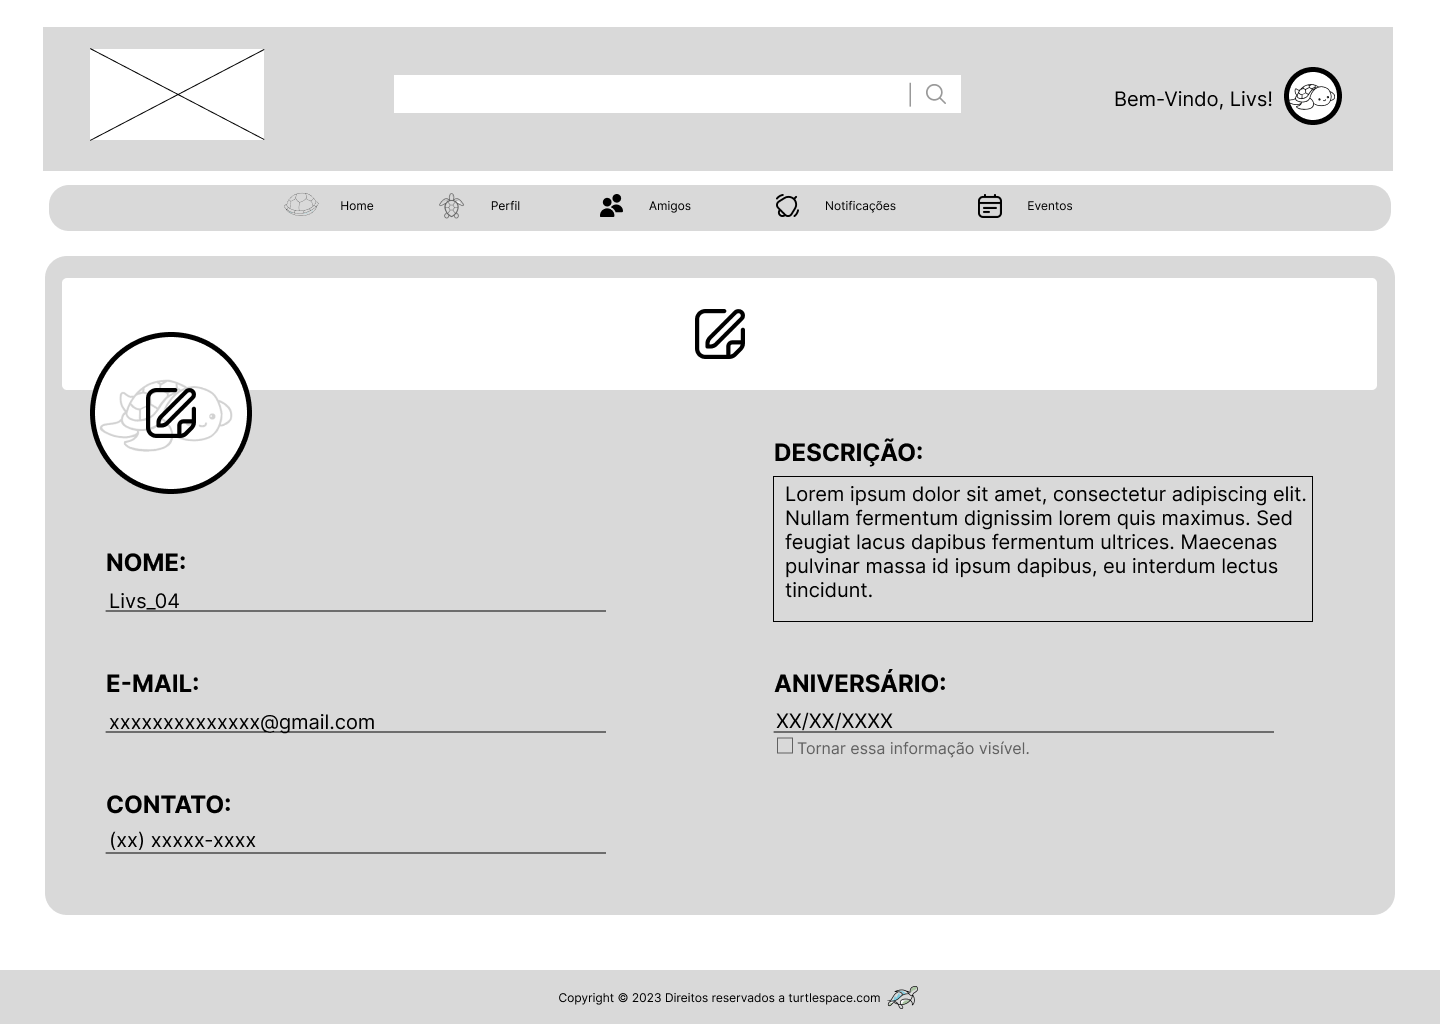 Bem-Vindo, Livs!
Home
Perfil
Amigos
Notificações
Eventos
DESCRIÇÃO:
Lorem ipsum dolor sit amet, consectetur adipiscing elit.
Nullam fermentum dignissim lorem quis maximus. Sed
feugiat lacus dapibus fermentum ultrices. Maecenas
pulvinar massa id ipsum dapibus, eu interdum lectus
tincidunt.
NOME:
Livs_04
E-MAIL:
xxxxxxxxxxxxxx@gmail.com
ANIVERSÁRIO:
XX/XX/XXXX
Tornar essa informação visível.
CONTATO:
(xx) xxxxx-xxxx
Copyright © 2023 Direitos reservados a turtlespace.com